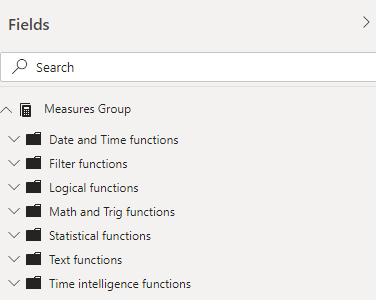 Fields
Search
Measures Group
Date and Time functions
Filter functions
Logical functions
Math and Trig functions
Statistical functions
Text functions
Time intelligence functions